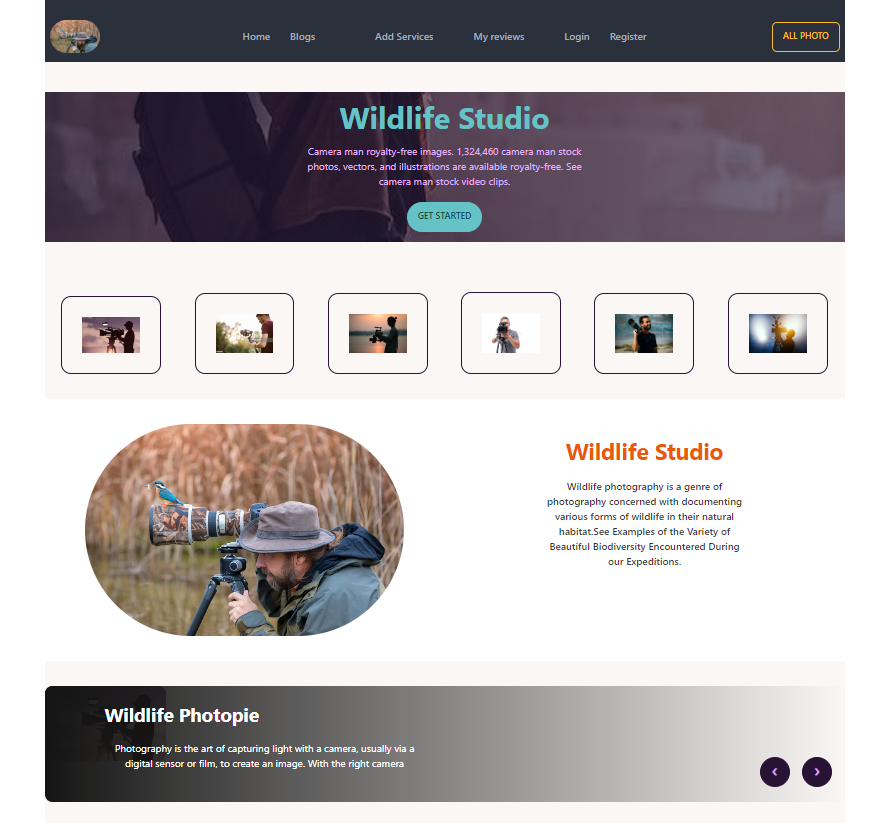 Home Blogs Add Services My reviews Login Register ALL PHOTO
Wildlife Studio
Camera man royalty-free images. 1,324,460 camera man stock
photos, vectors, and illustrations are available royalty-free. See
camera man stock video clips.
GET STARTED
Wildlife Studio
Wildlife photography is a genre of
photography concerned with documenting
various forms of wildlife in their natural
habitat.See Examples of the Variety of
Beautiful Biodiversity Encountered During
our Expeditions.
Wildlife Photopie
Photography is the art of capturing light with a camera, usually via a
digital sensor or film, to create an image. With the right camera